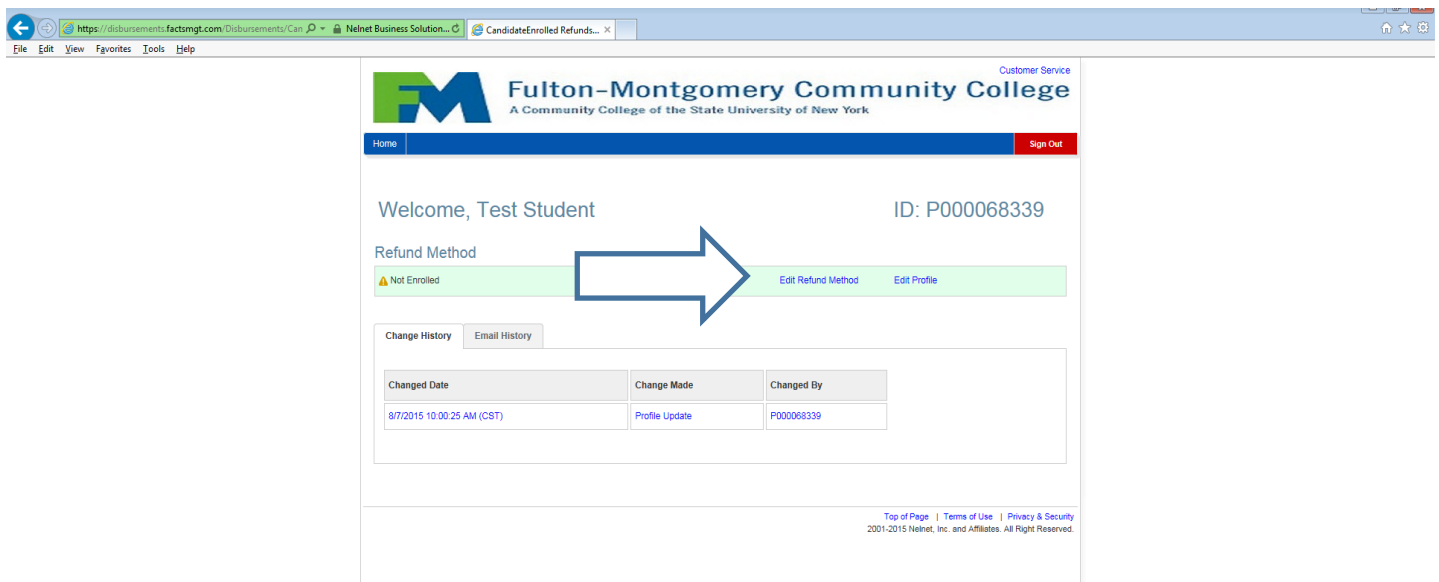 https://disbursements.factsmgt.com/Disbursements/Can
Nelnet Business Solution...
CandidateEnrolled Refunds...
File Edit View Favorites Tools Help
Customer Service
FM
Fulton-Montgomery Community College
A Community College of the State University of New York
Home
Sign Out
Welcome, Test Student
ID: P000068339
Refund Method
Not Enrolled
Edit Refund Method
Edit Profile
Change History
Email History
Changed Date
Change Made
Changed By
8/7/2015 10:00:25 AM (CST)
Profile Update
P000068339
Top of Page | Terms of Use | Privacy & Security
2001-2015 Nelnet, Inc. and Affiliates. All Right Reserved.